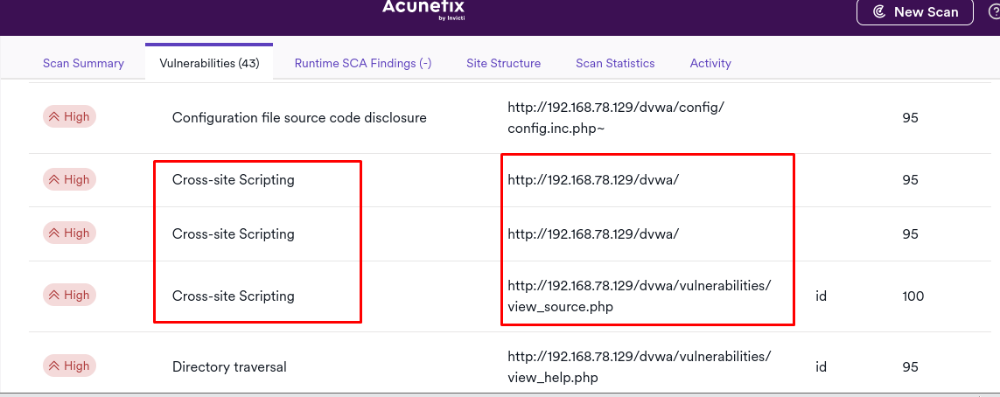 Acunetix
by Invicti
New Scan
Scan Summary
Vulnerabilities (43)
Runtime SCA Findings (-)
Site Structure
Scan Statistics
Activity
High
Configuration file source code disclosure
http://192.168.78.129/dvwa/config/
config.inc.php~
95
High
Cross-site Scripting
http://192.168.78.129/dvwa/
95
High
Cross-site Scripting
http://192.168.78.129/dvwa/
95
High
Cross-site Scripting
http://192.168.78.129/dvwa/vulnerabilities/
view_source.php
id
100
High
Directory traversal
http://192.168.78.129/dvwa/vulnerabilities/
view_help.php
id
95